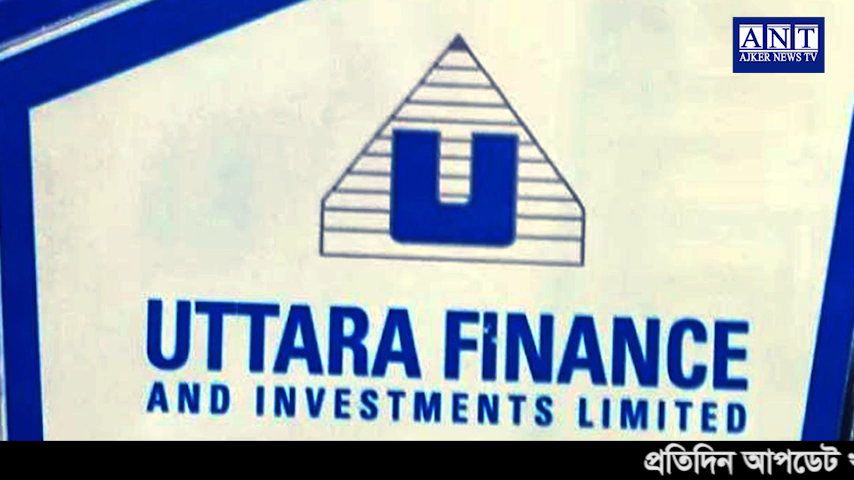 ANT
AJKER NEWS TV
U
UTTARA FINANCE
AND INVESTMENTS LIMITED
প্রতিদিন আপডেট